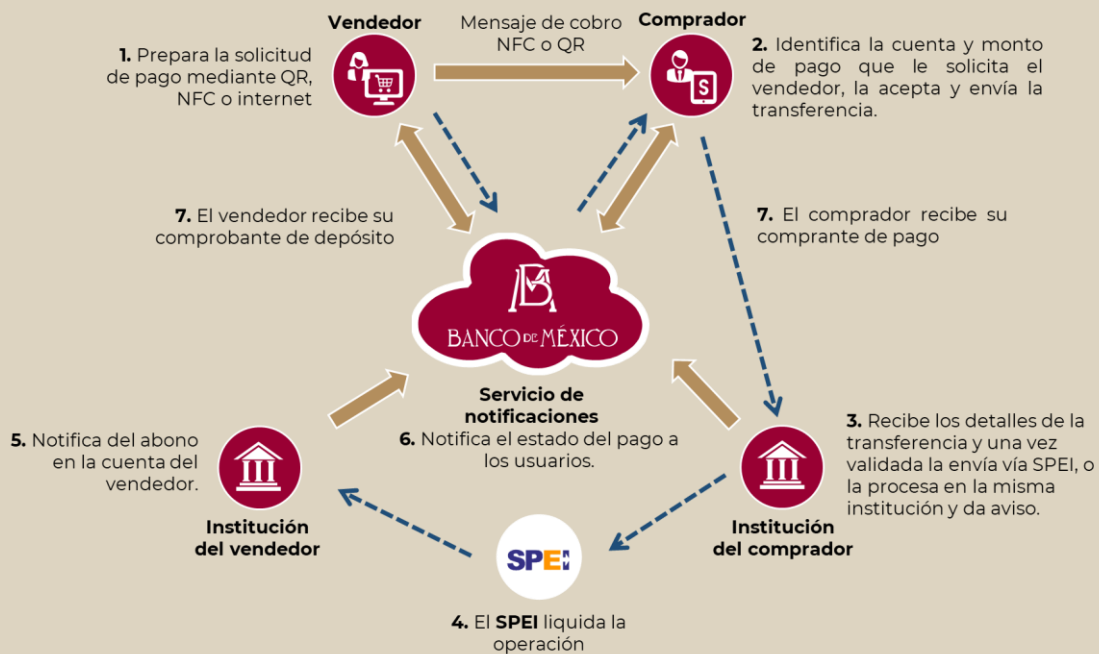 Vendedor
Mensaje de cobro
NFC o QR
Comprador
1. Prepara la solicitud
de pago mediante QR,
NFC o internet
2. Identifica la cuenta y monto
de pago que le solicita el
vendedor, la acepta y envía la
transferencia.
S
7. El vendedor recibe su
comprobante de depósito
7. El comprador recibe su
comprante de pago
BM
BANCO DE MÉXICO
Servicio de
notificaciones
6. Notifica el estado del pago a
los usuarios.
5. Notifica del abono
en la cuenta del
vendedor.
Institución
del vendedor
3. Recibe los detalles de la
transferencia y una vez
validada la envía vía SPEI, o
la procesa en la misma
institución y da aviso.
Institución
del comprador
SPEI
4. El SPEI liquida la
operación